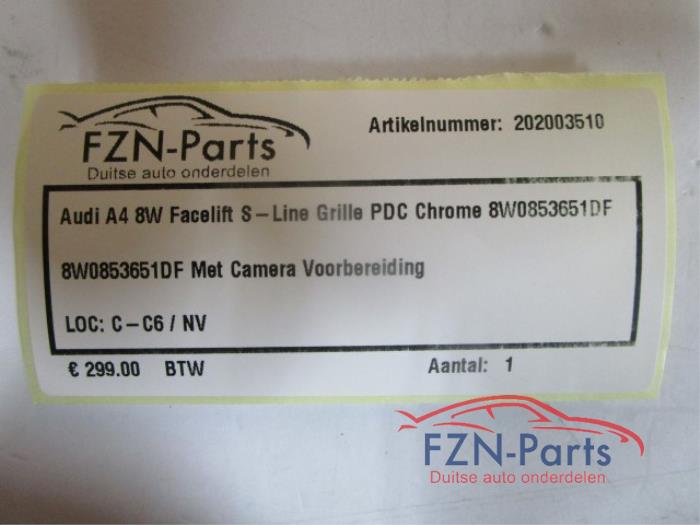 FZN-Parts
Duitse auto onderdelen
Artikelnummer: 202003510
Audi A4 8W Facelift S-Line Grille PDC Chrome 8W0853651DF
8W0853651DF Met Camera Voorbereiding
LOC: C-C6 / NV
€ 299.00 BTW
Aantal: 1
FZN-Parts
Duitse auto onderdelen